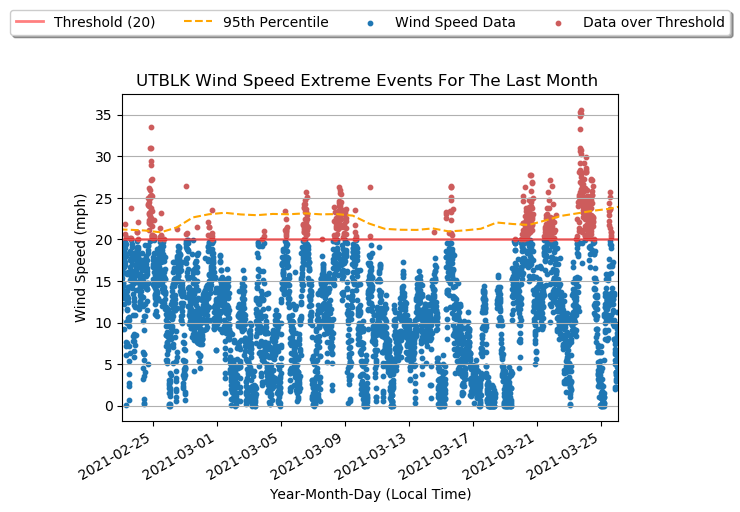 Threshold (20) 95th Percentile Wind Speed Data Data over Threshold
UTBLK Wind Speed Extreme Events For The Last Month
Wind Speed (mph)
35
30
25
20
15
10
5
0
2021-02-25 2021-03-01 2021-03-05 2021-03-09 2021-03-13 2021-03-17 2021-03-21 2021-03-25
Year-Month-Day (Local Time)